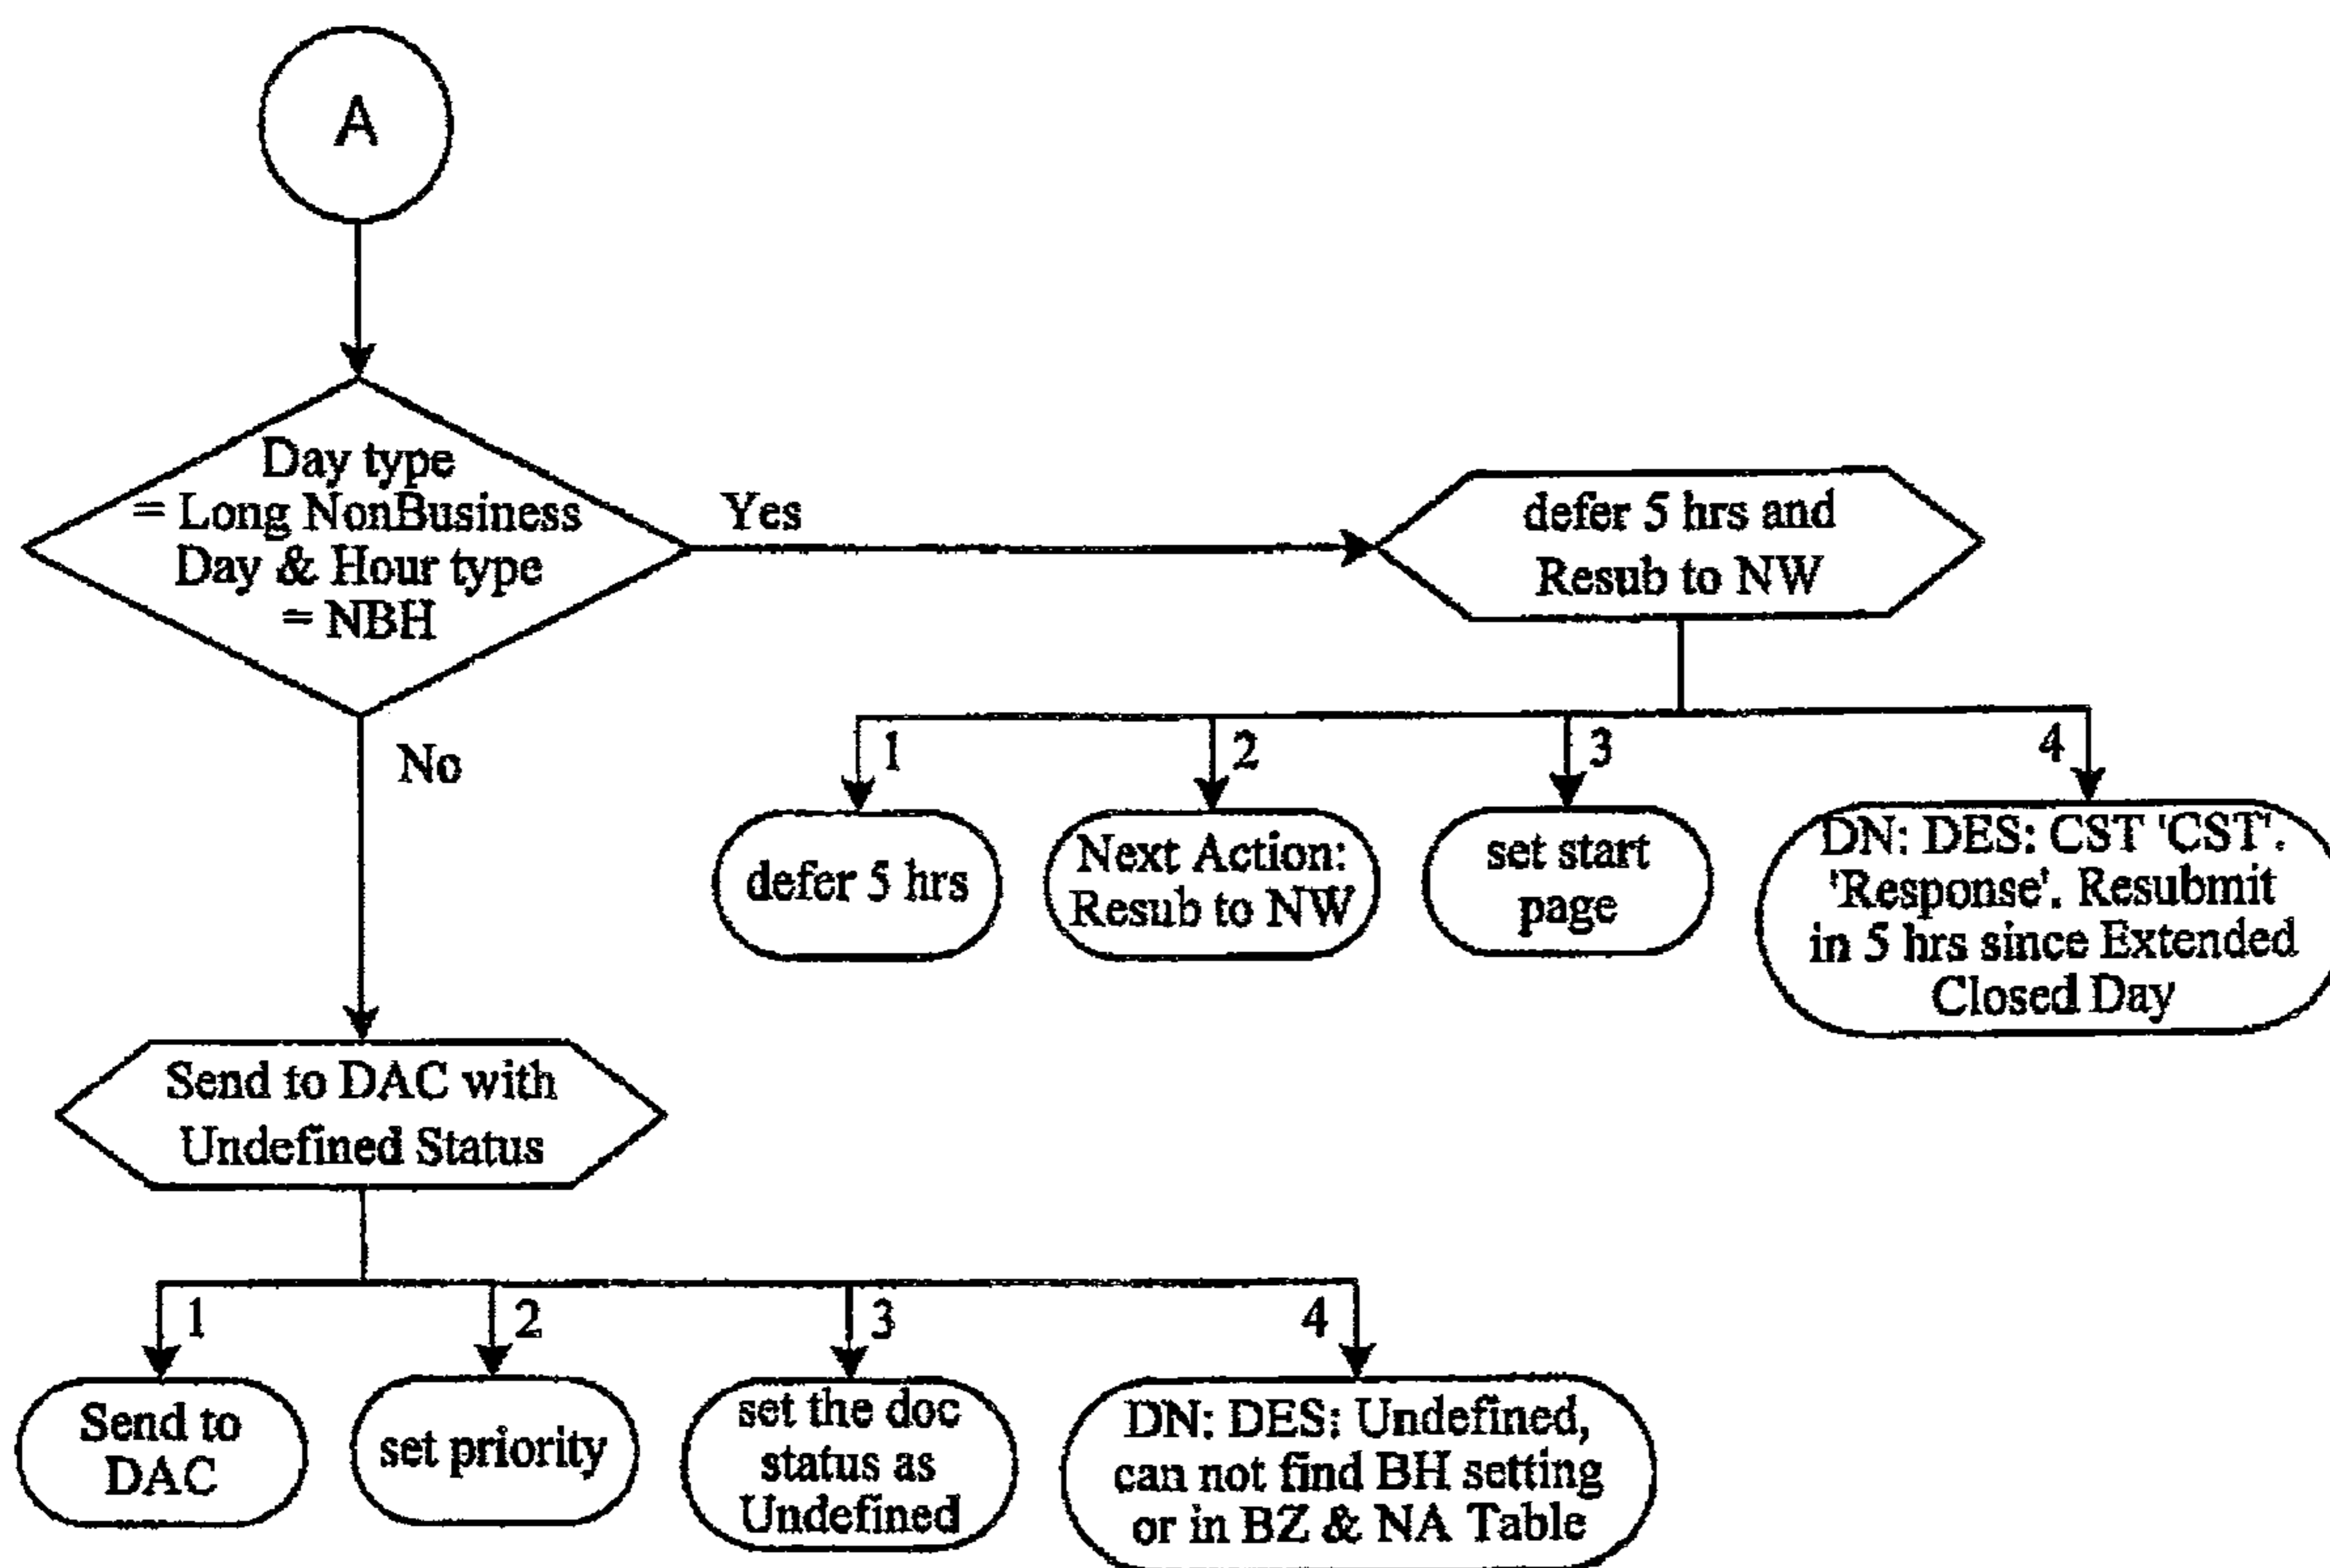 A
Day type
= Long NonBusiness
Day & Hour type
= NBH
Yes
defer 5 hrs and
Resub to NW
No
1
2
3
4
defer 5 hrs
Next Action:
Resub to NW
set start
page
DN: DES: CST 'CST'.
'Response'. Resubmit
in 5 hrs since Extended
Closed Day
Send to DAC with
Undefined Status
1
2
3
4
Send to
DAC
set priority
set the doc
status as
Undefined
DN: DES: Undefined,
can not find BH setting
or in BZ & NA Table